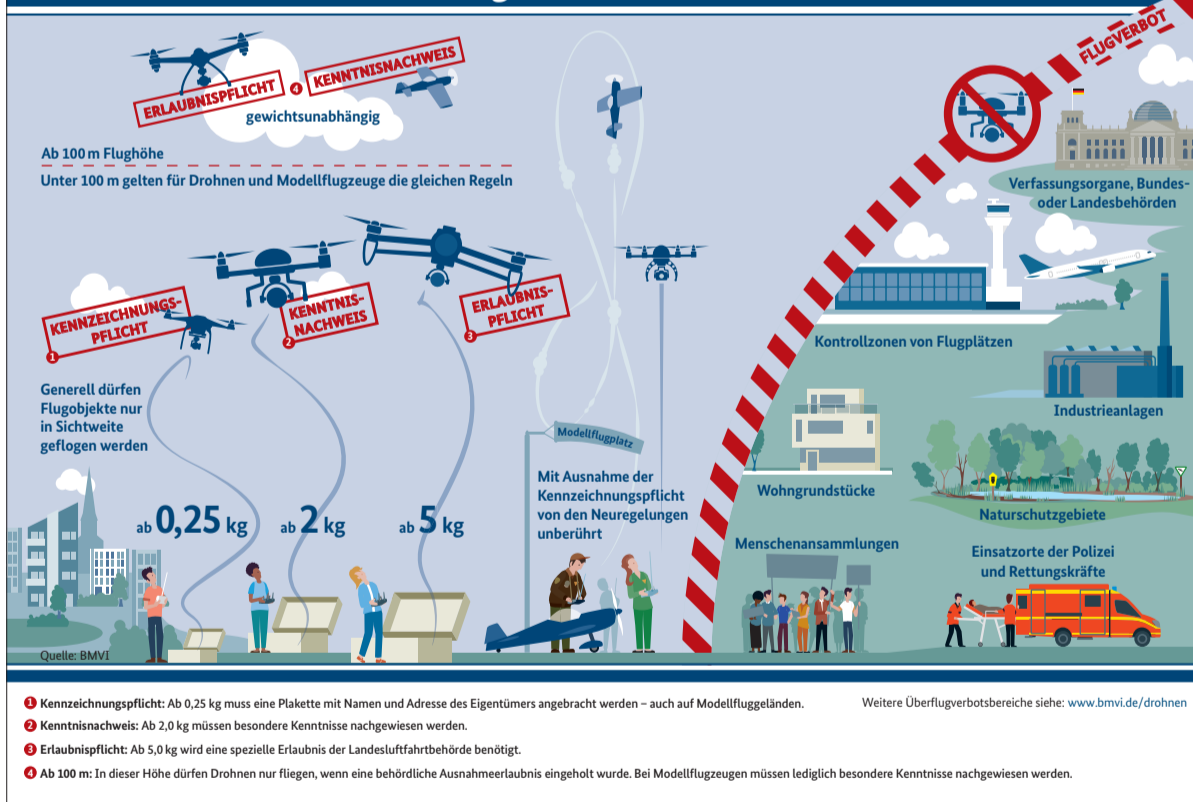 FLUGVERBOT
ERLAUBNISPFLICHT
4
KENNTNISNACHWEIS
gewichtsunabhängig
Ab 100 m Flughöhe
Unter 100 m gelten für Drohnen und Modellflugzeuge die gleichen Regeln
KENNZEICHNUNGS-
PFLICHT
1
KENNTNIS-
NACHWEIS
2
ERLAUBNIS-
PFLICHT
3
Generell dürfen
Flugobjekte nur
in Sichtweite
geflogen werden
ab 0,25 kg
ab 2 kg
ab 5 kg
Modellflugplatz
Mit Ausnahme der
Kennzeichnungspflicht
von den Neuregelungen
unberührt
Verfassungsorgane, Bundes-
oder Landesbehörden
Kontrollzonen von Flugplätzen
Industrieanlagen
Wohngrundstücke
Naturschutzgebiete
Menschenansammlungen
Einsatzorte der Polizei
und Rettungskräfte
Quelle: BMVI
1 Kennzeichnungspflicht: Ab 0,25 kg muss eine Plakette mit Namen und Adresse des Eigentümers angebracht werden – auch auf Modellfluggeländen.
Weitere Überflugverbotsbereiche siehe: www.bmvi.de/drohnen
2 Kenntnisnachweis: Ab 2,0 kg müssen besondere Kenntnisse nachgewiesen werden.
3 Erlaubnispflicht: Ab 5,0 kg wird eine spezielle Erlaubnis der Landesluftfahrtbehörde benötigt.
4 Ab 100 m: In dieser Höhe dürfen Drohnen nur fliegen, wenn eine behördliche Ausnahmeerlaubnis eingeholt wurde. Bei Modellflugzeugen müssen lediglich besondere Kenntnisse nachgewiesen werden.